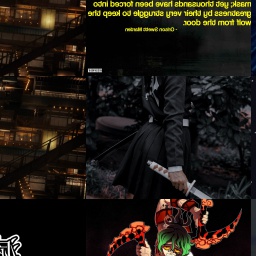 mask; yet thousands have been forced into
greatness by their very struggle to keep the
wolf from the door.
- Orison Swett Marden